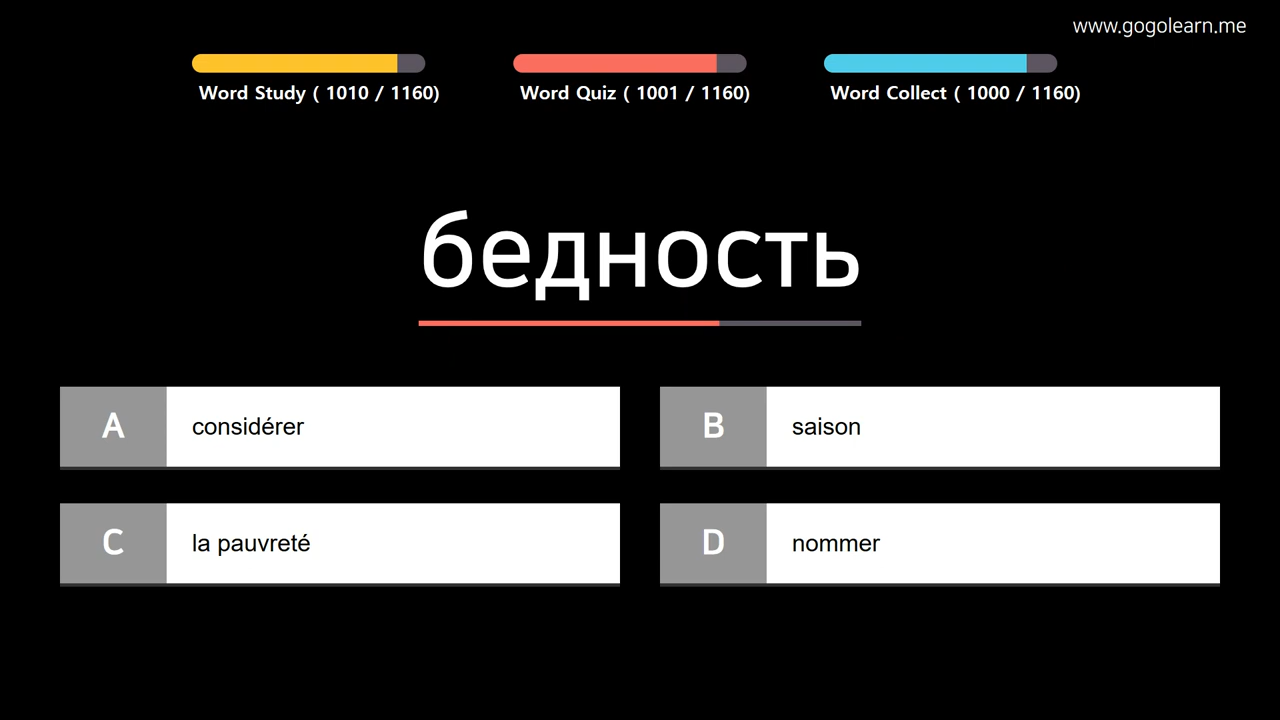 www.gogolearn.me
Word Study ( 1010 / 1160)
Word Quiz ( 1001 / 1160)
Word Collect ( 1000 / 1160)
бедность
A considérer
B saison
C la pauvreté
D nommer